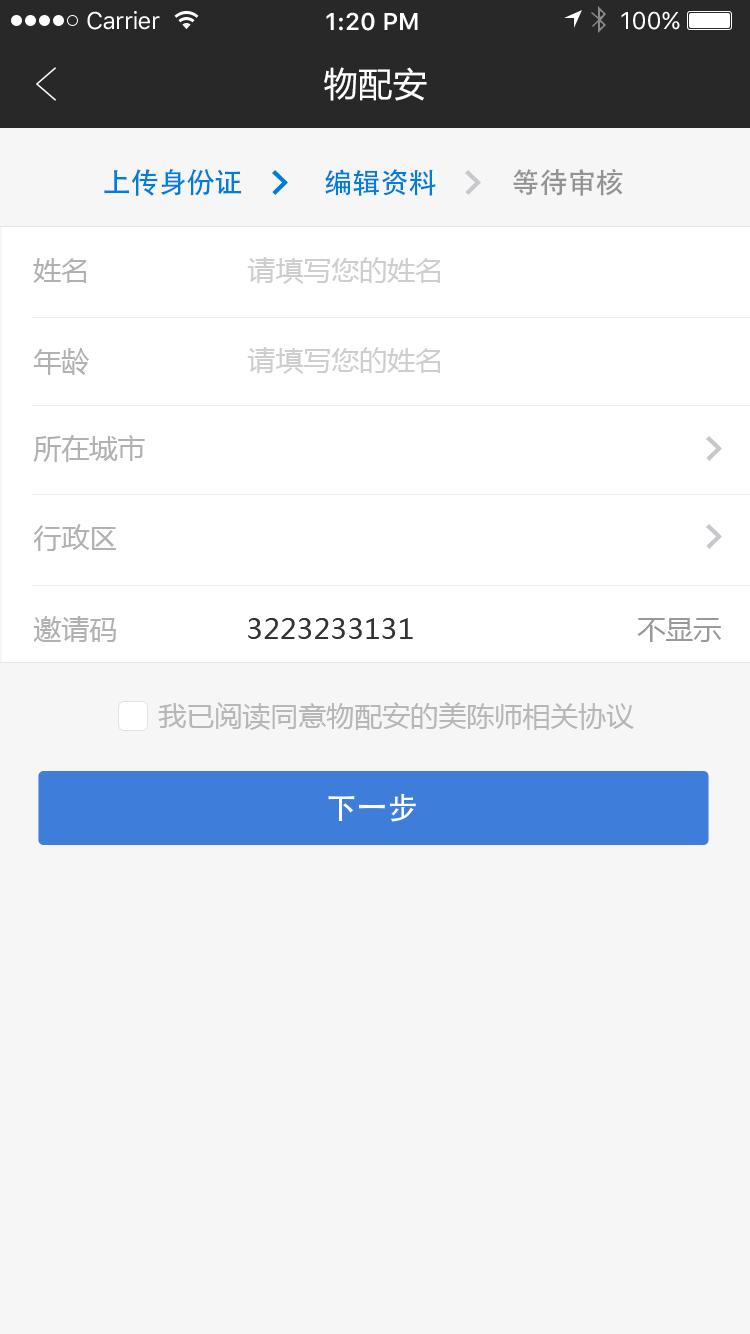 Carrier 1:20 PM 100%
物配安
上传身份证 编辑资料 等待审核
姓名 请填写您的姓名
年龄 请填写您的姓名
所在城市
行政区
邀请码 3223233131 不显示
我已阅读同意物配安的美陈师相关协议
下一步